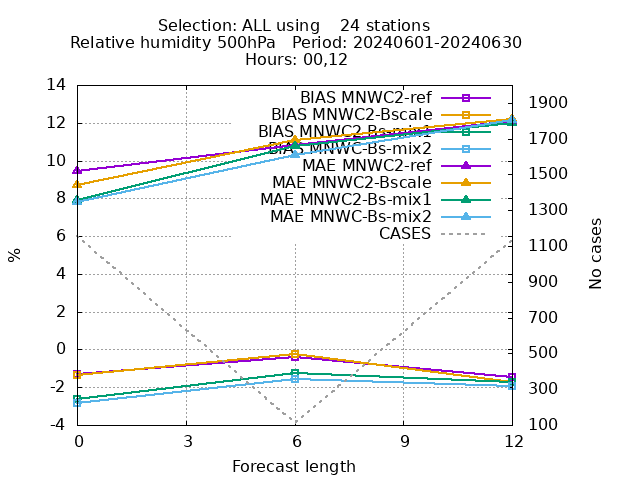 Selection: ALL using    24 stations
Relative humidity 500hPa   Period: 20240601-20240630
Hours: 00,12
14
12
10
8
6
4
2
0
-2
-4
%
BIAS MNWC2-ref
BIAS MNWC2-Bscale
BIAS MNWC2-Bs-mix1
BIAS MNWC-Bs-mix2
MAE MNWC2-ref
MAE MNWC2-Bscale
MAE MNWC2-Bs-mix1
MAE MNWC-Bs-mix2
CASES
1900
1700
1500
1300
1100
900
700
500
300
100
No cases
0
3
6
9
12
Forecast length